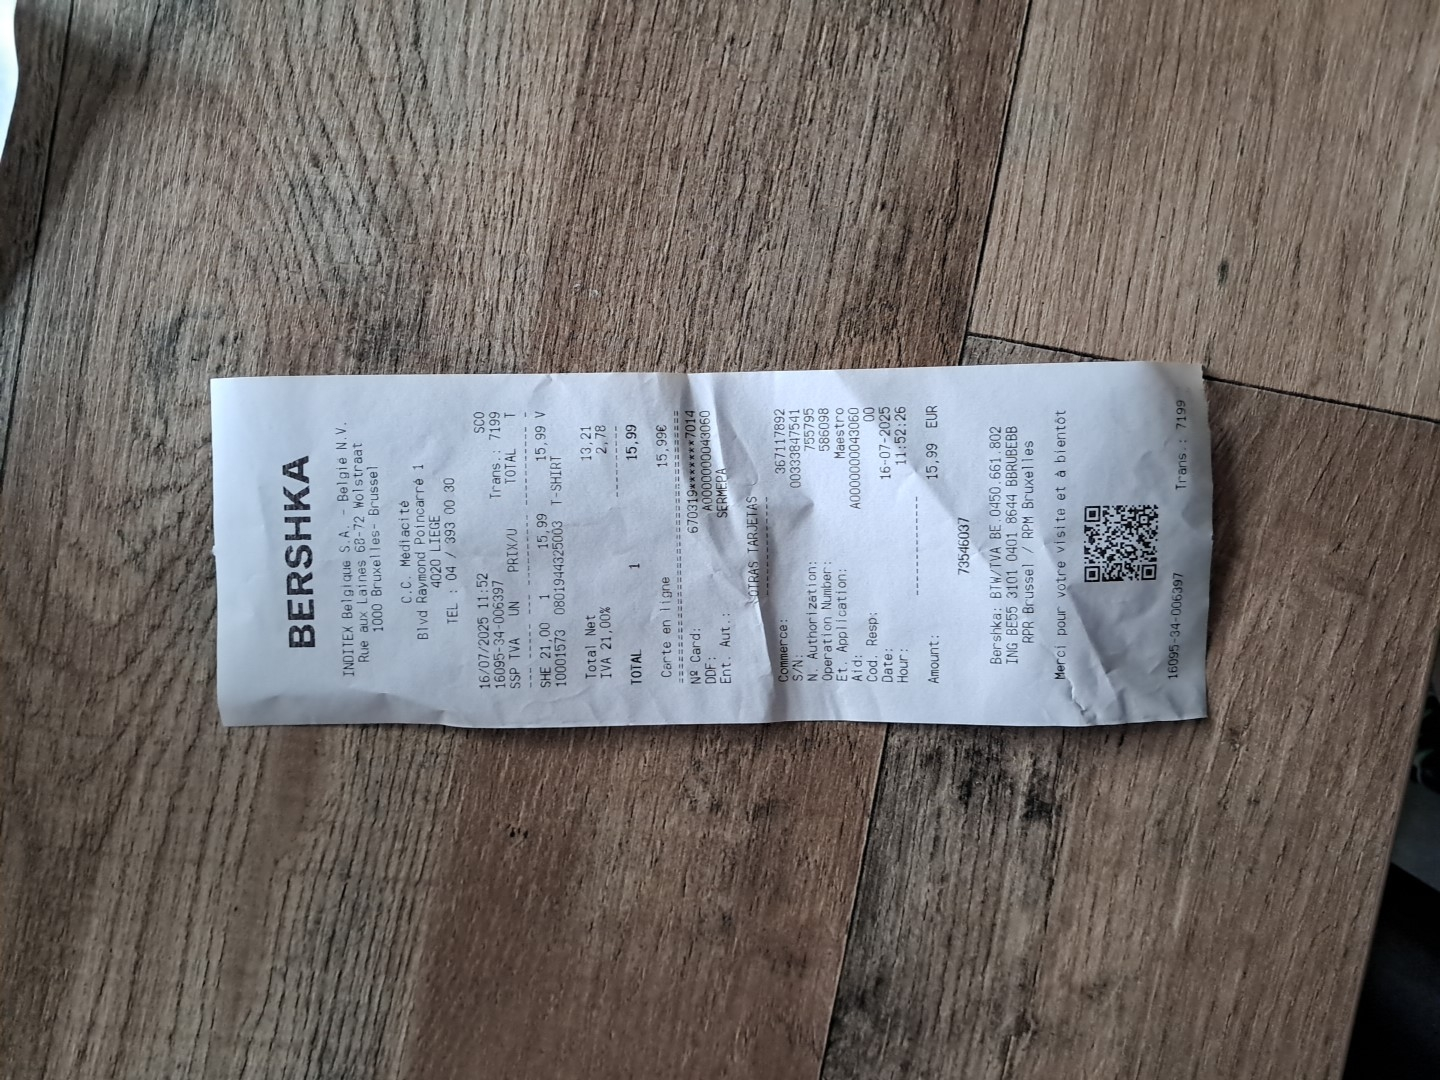 BERSHKA
INDITEX Belgique S.A. - België N.V.
Rue aux Laines 68-72 Wolstraat
1000 Bruxelles- Brussel
C.C. Mediacité
Blvd Raymond Poincarré 1
4020 LIEGE
TEL : 04 / 393 00 30
SCO
16/07/2025 11:52
16095-34-006397 Trans.: 7199
SSP TVA UN PRIX/U TOTAL T
SHE 21,00 1 15,99 15,99 V
10001573 0801944325003 T-SHIRT
Total Net 13,21
IVA 21,00% 2,78
TOTAL 1 15,99
Carte en ligne 15,99€
Nº Card: 670319*********7014
DDF: A0000000043060
Ent. Aut.: SERMEPA
OTRAS TARJETAS
Commerce: 367117892
S/N: 00333847541
N. Authorization: 755795
Operation Number: 586098
Et. Application: Maestro
Aid: A0000000043060
Cod. Resp: 00
Date: 16-07-2025
Hour: 11:52:26
Amount: 15,99 EUR
73546037
Bershka: BTW/TVA BE.0450.661.802
ING BE55 3101 0401 8644 BBRUBEBB
RPR Brussel / RPM Bruxelles
Merci pour votre visite et à bientôt
16095-34-006397 Trans.: 7199